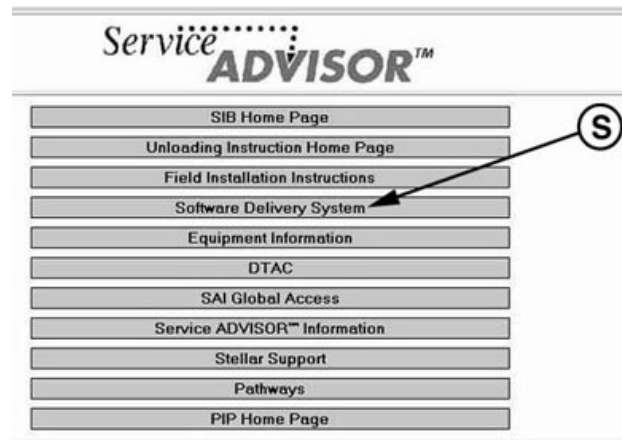 Service
ADVISOR™
SIB Home Page
S
Unloading Instruction Home Page
Field Installation Instructions
Software Delivery System
Equipment Information
DTAC
SAI Global Access
Service ADVISOR™ Information
Stellar Support
Pathways
PIP Home Page